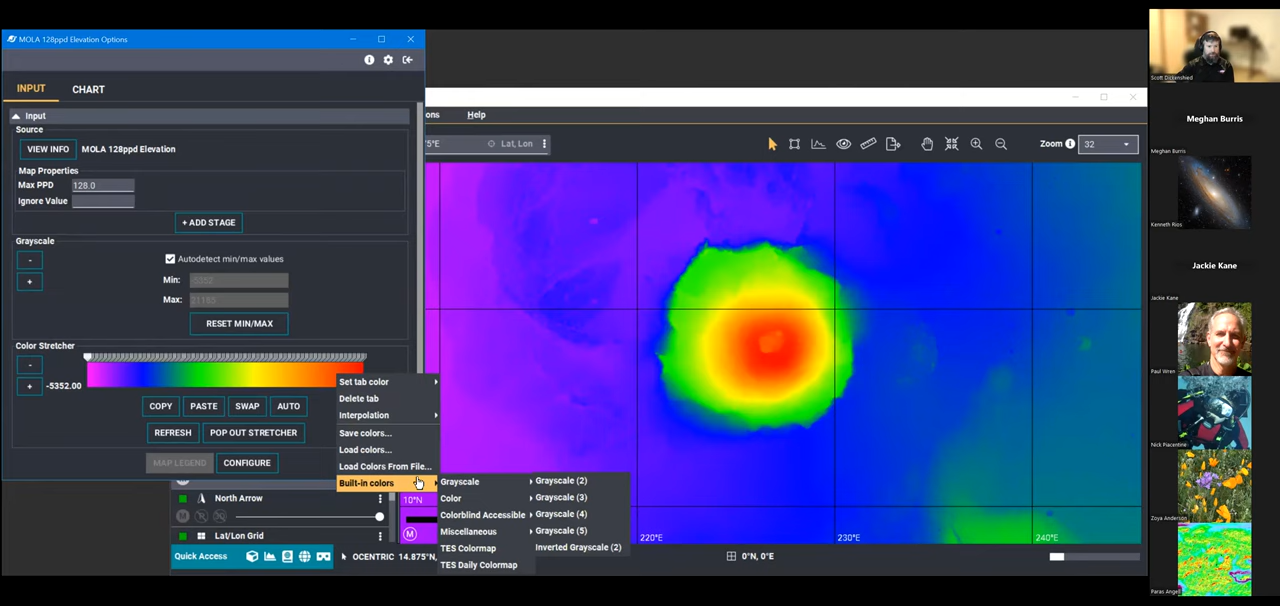 MOLA 128ppd Elevation Options
INPUT CHART
Input
Source
VIEW INFO MOLA 128ppd Elevation
Map Properties
Max PPD 128.0
Ignore Value
+ ADD STAGE
Grayscale
-
+
Autodetect min/max values
Min: -5352
Max: 21185
RESET MIN/MAX
Color Stretcher
-
+ -5352.00
COPY PASTE SWAP AUTO
REFRESH POP OUT STRETCHER
MAP LEGEND CONFIGURE
Set tab color
Delete tab
Interpolation
Save colors...
Load colors...
Load Colors From File...
Built-in colors
Grayscale
Color
Colorblind Accessible
Miscellaneous
TES Colormap
TES Daily Colormap
Grayscale (2)
Grayscale (3)
Grayscale (4)
Grayscale (5)
Inverted Grayscale (2)
ons Help
5°E Lat, Lon
Zoom 32
North Arrow
M
Lat/Lon Grid
10°N
M
Quick Access
OCENTRIC 14.875°N,
220°E 230°E 240°E
0°N, 0°E
Scott Dickenshied
Meghan Burris
Meghan Burris
Kenneth Rios
Jackie Kane
Jackie Kane
Paul Wren
Nick Piacentine
Zoya Anderson
Paras Angell